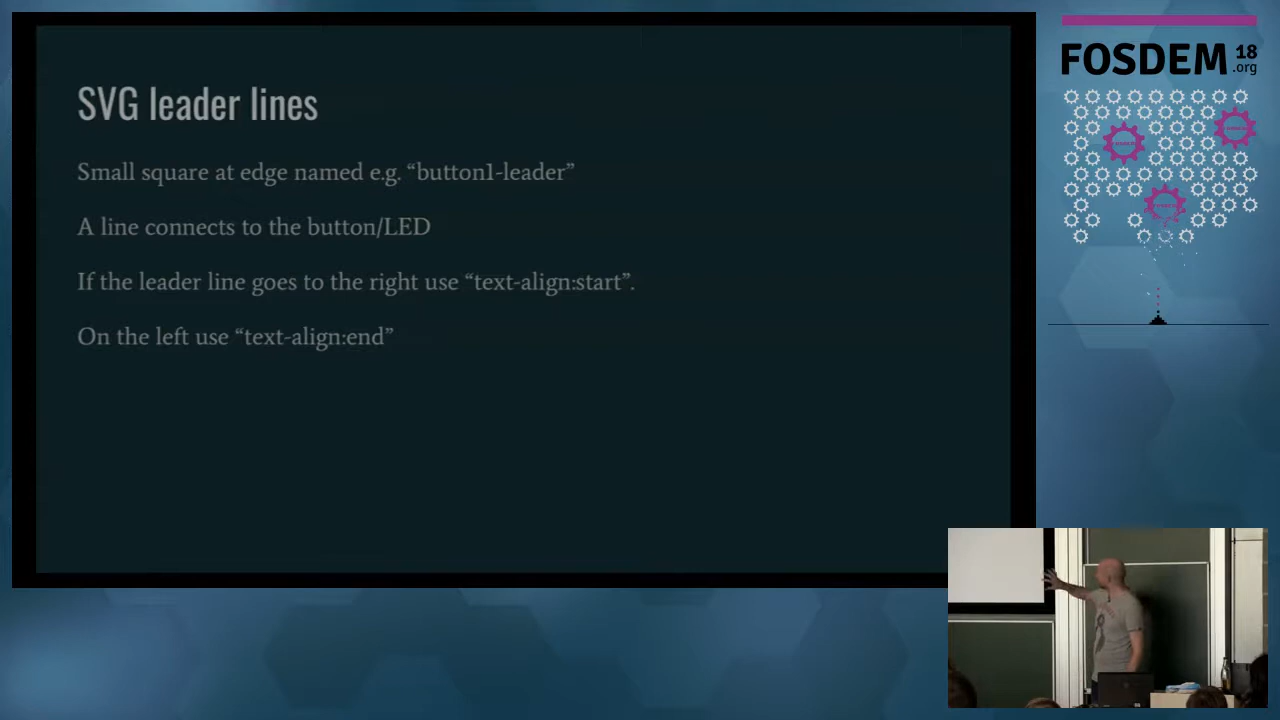 SVG leader lines
Small square at edge named e.g. “button1-leader”
A line connects to the button/LED
If the leader line goes to the right use “text-align:start”.
On the left use “text-align:end”
FOSDEM 18
.org